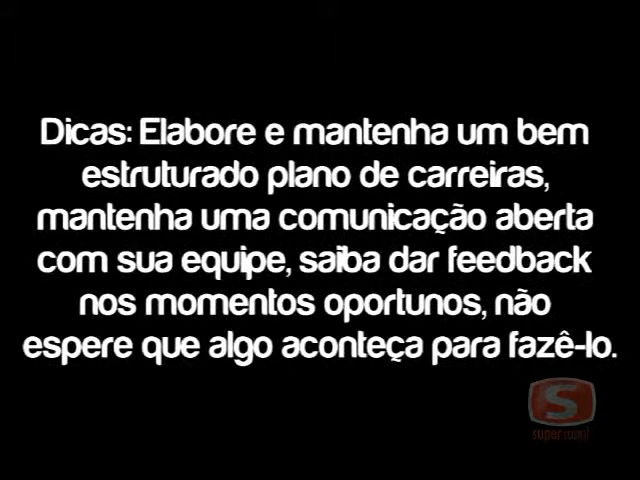 Dicas: Elabore e mantenha um bem
estruturado plano de carreiras,
mantenha uma comunicação aberta
com sua equipe, saiba dar feedback
nos momentos oportunos, não
espere que algo aconteça para fazê-lo.
S
super